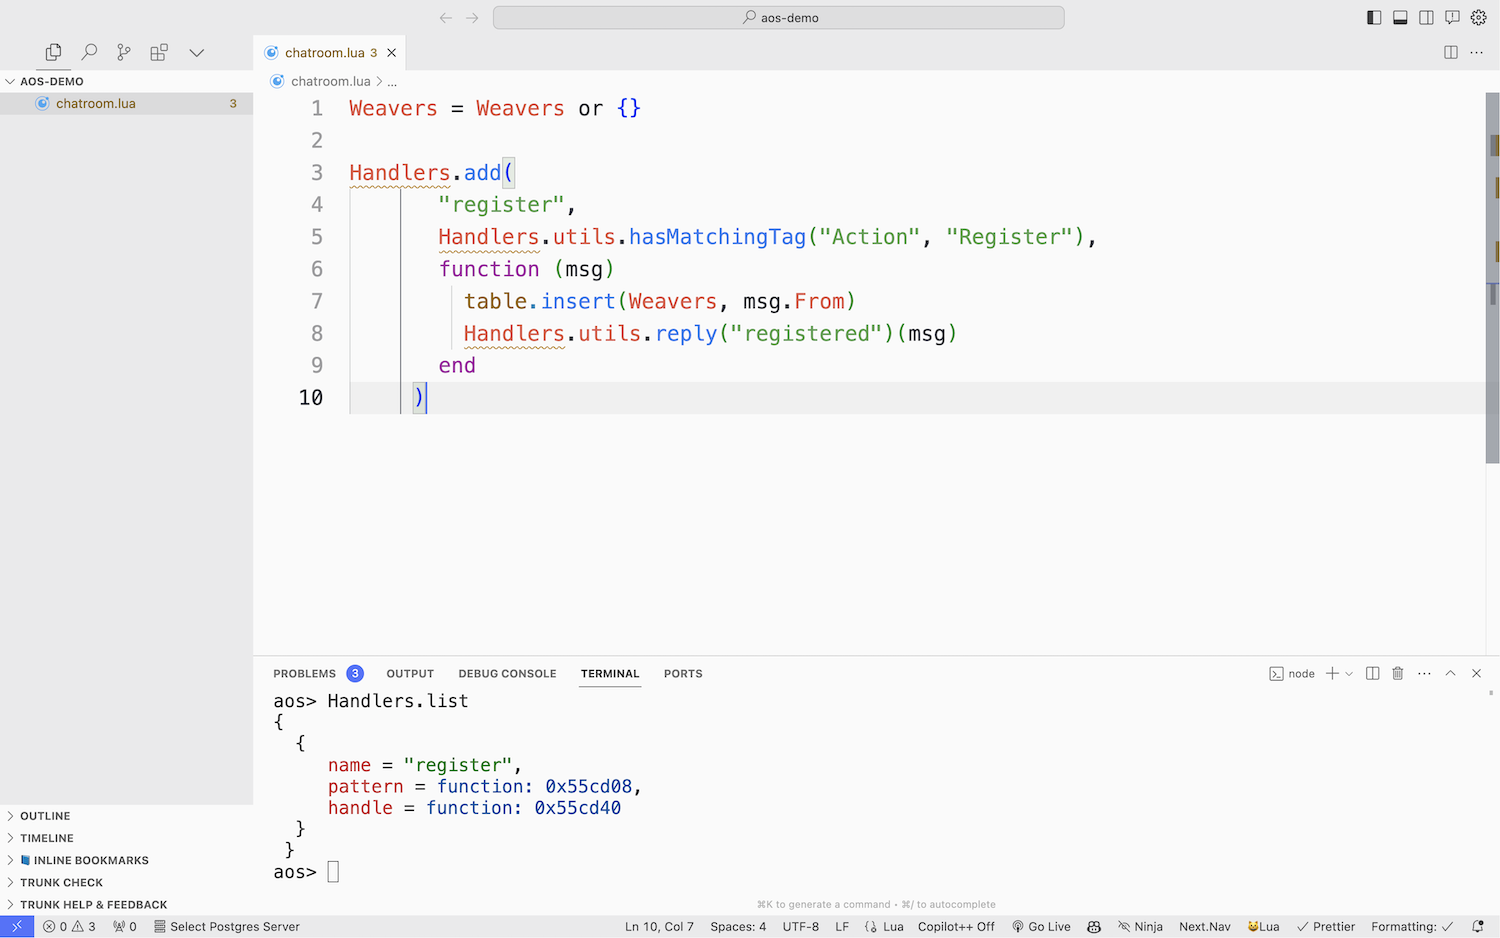 aos-demo
chatroom.lua 3
AOS-DEMO
chatroom.lua 3
chatroom.lua > ...
1 Weavers = Weavers or {}
2
3 Handlers.add(
4 "register",
5 Handlers.utils.hasMatchingTag("Action", "Register"),
6 function (msg)
7 table.insert(Weavers, msg.From)
8 Handlers.utils.reply("registered")(msg)
9 end
10 )
PROBLEMS 3 OUTPUT DEBUG CONSOLE TERMINAL PORTS node
aos> Handlers.list
{
{
name = "register",
pattern = function: 0x55cd08,
handle = function: 0x55cd40
}
}
aos>
OUTLINE
TIMELINE
INLINE BOOKMARKS
TRUNK CHECK
TRUNK HELP & FEEDBACK
⌘K to generate a command • ⌘/ to autocomplete
0 3 0 Select Postgres Server Ln 10, Col 7 Spaces: 4 UTF-8 LF {} Lua Copilot++ Off Go Live Ninja Next.Nav 😺Lua ✓ Prettier Formatting: ✓